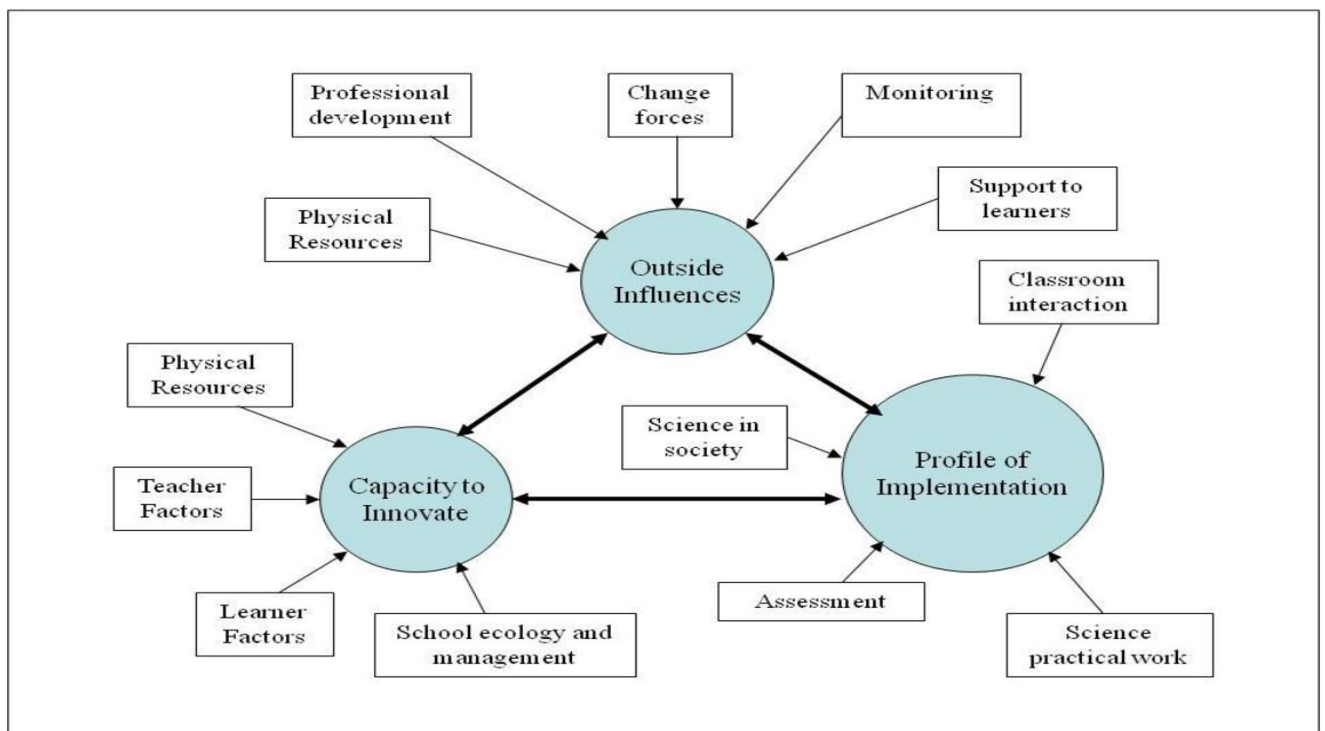 Professional
development
Change
forces
Monitoring
Physical
Resources
Support to
learners
Outside
Influences
Classroom
interaction
Physical
Resources
Science in
society
Teacher
Factors
Capacity to
Innovate
Profile of
Implementation
Learner
Factors
School ecology and
management
Assessment
Science
practical work